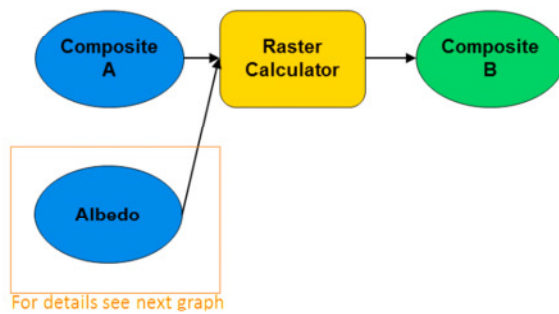 Composite
A
Raster
Calculator
Composite
B
Albedo
For details see next graph